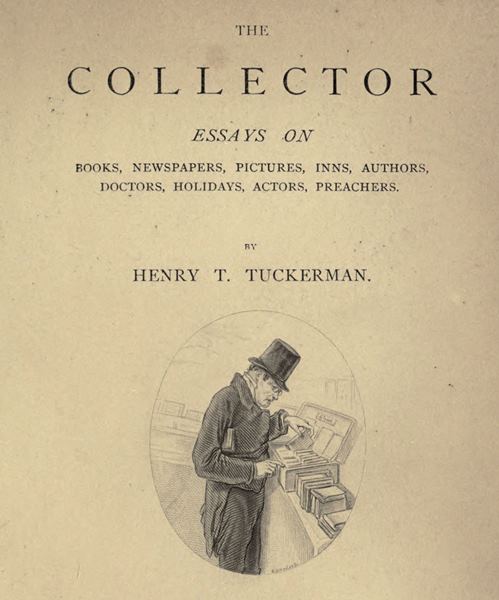 THE
COLLECTOR
ESSAYS ON
BOOKS, NEWSPAPERS, PICTURES, INNS, AUTHORS,
DOCTORS, HOLIDAYS, ACTORS, PREACHERS.
BY
HENRY T. TUCKERMAN.